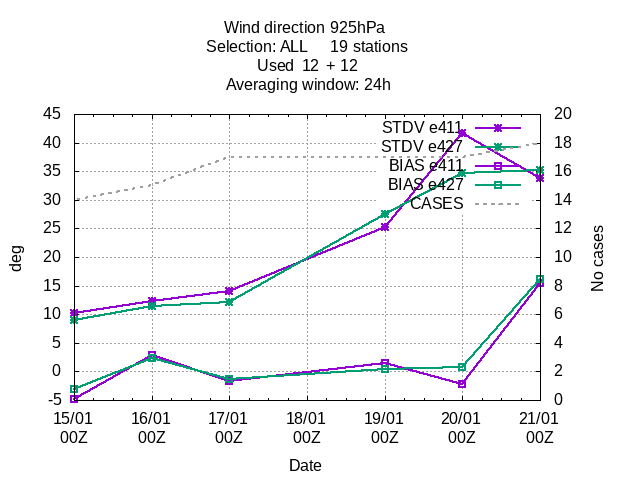 Wind direction 925hPa
Selection: ALL     19 stations
Used  12  + 12
Averaging window: 24h
45
40
35
30
25
20
15
10
5
0
-5
20
18
16
14
12
10
8
6
4
2
0
STDV e411
STDV e427
BIAS e411
BIAS e427
CASES
deg
No cases
15/01 16/01 17/01 18/01 19/01 20/01 21/01
00Z 00Z 00Z 00Z 00Z 00Z 00Z
Date